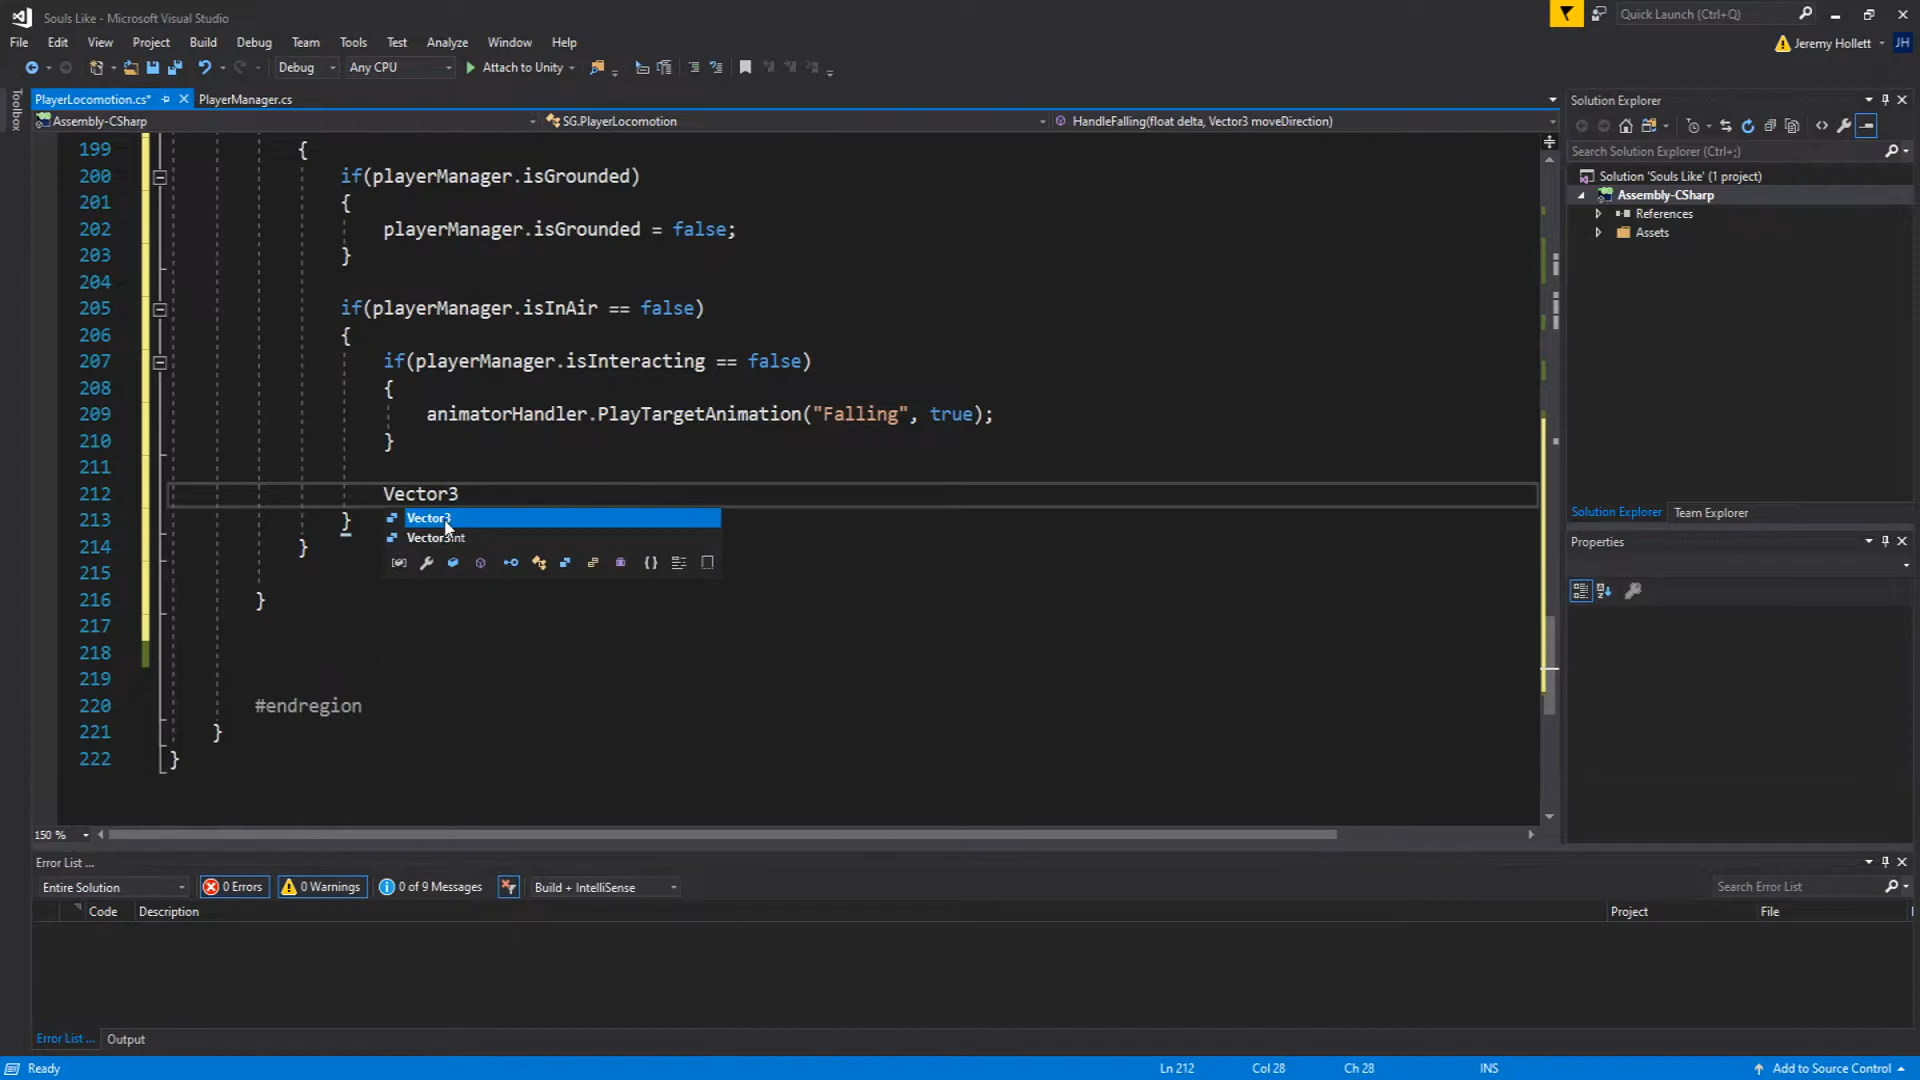 Souls Like - Microsoft Visual Studio
Quick Launch (Ctrl+Q)
File Edit View Project Build Debug Team Tools Test Analyze Window Help
Jeremy Hollett JH
Debug Any CPU Attach to Unity
Toolbox
PlayerLocomotion.cs* PlayerManager.cs
Assembly-CSharp SG.PlayerLocomotion HandleFalling(float delta, Vector3 moveDirection)
199 {
200 if(playerManager.isGrounded)
201 {
202 playerManager.isGrounded = false;
203 }
204
205 if(playerManager.isInAir == false)
206 {
207 if(playerManager.isInteracting == false)
208 {
209 animatorHandler.PlayTargetAnimation("Falling", true);
210 }
211
212 Vector3
Vector3
213 }
Vector3Int
214 }
215
216 }
217
218
219
220 #endregion
221 }
222 }
150 %
Solution Explorer
Search Solution Explorer (Ctrl+;)
Solution 'Souls Like' (1 project)
Assembly-CSharp
References
Assets
Solution Explorer Team Explorer
Properties
Error List ...
Entire Solution 0 Errors 0 Warnings 0 of 9 Messages Build + IntelliSense Search Error List
Code Description Project File
Error List ... Output
Ready Ln 212 Col 28 Ch 28 INS Add to Source Control